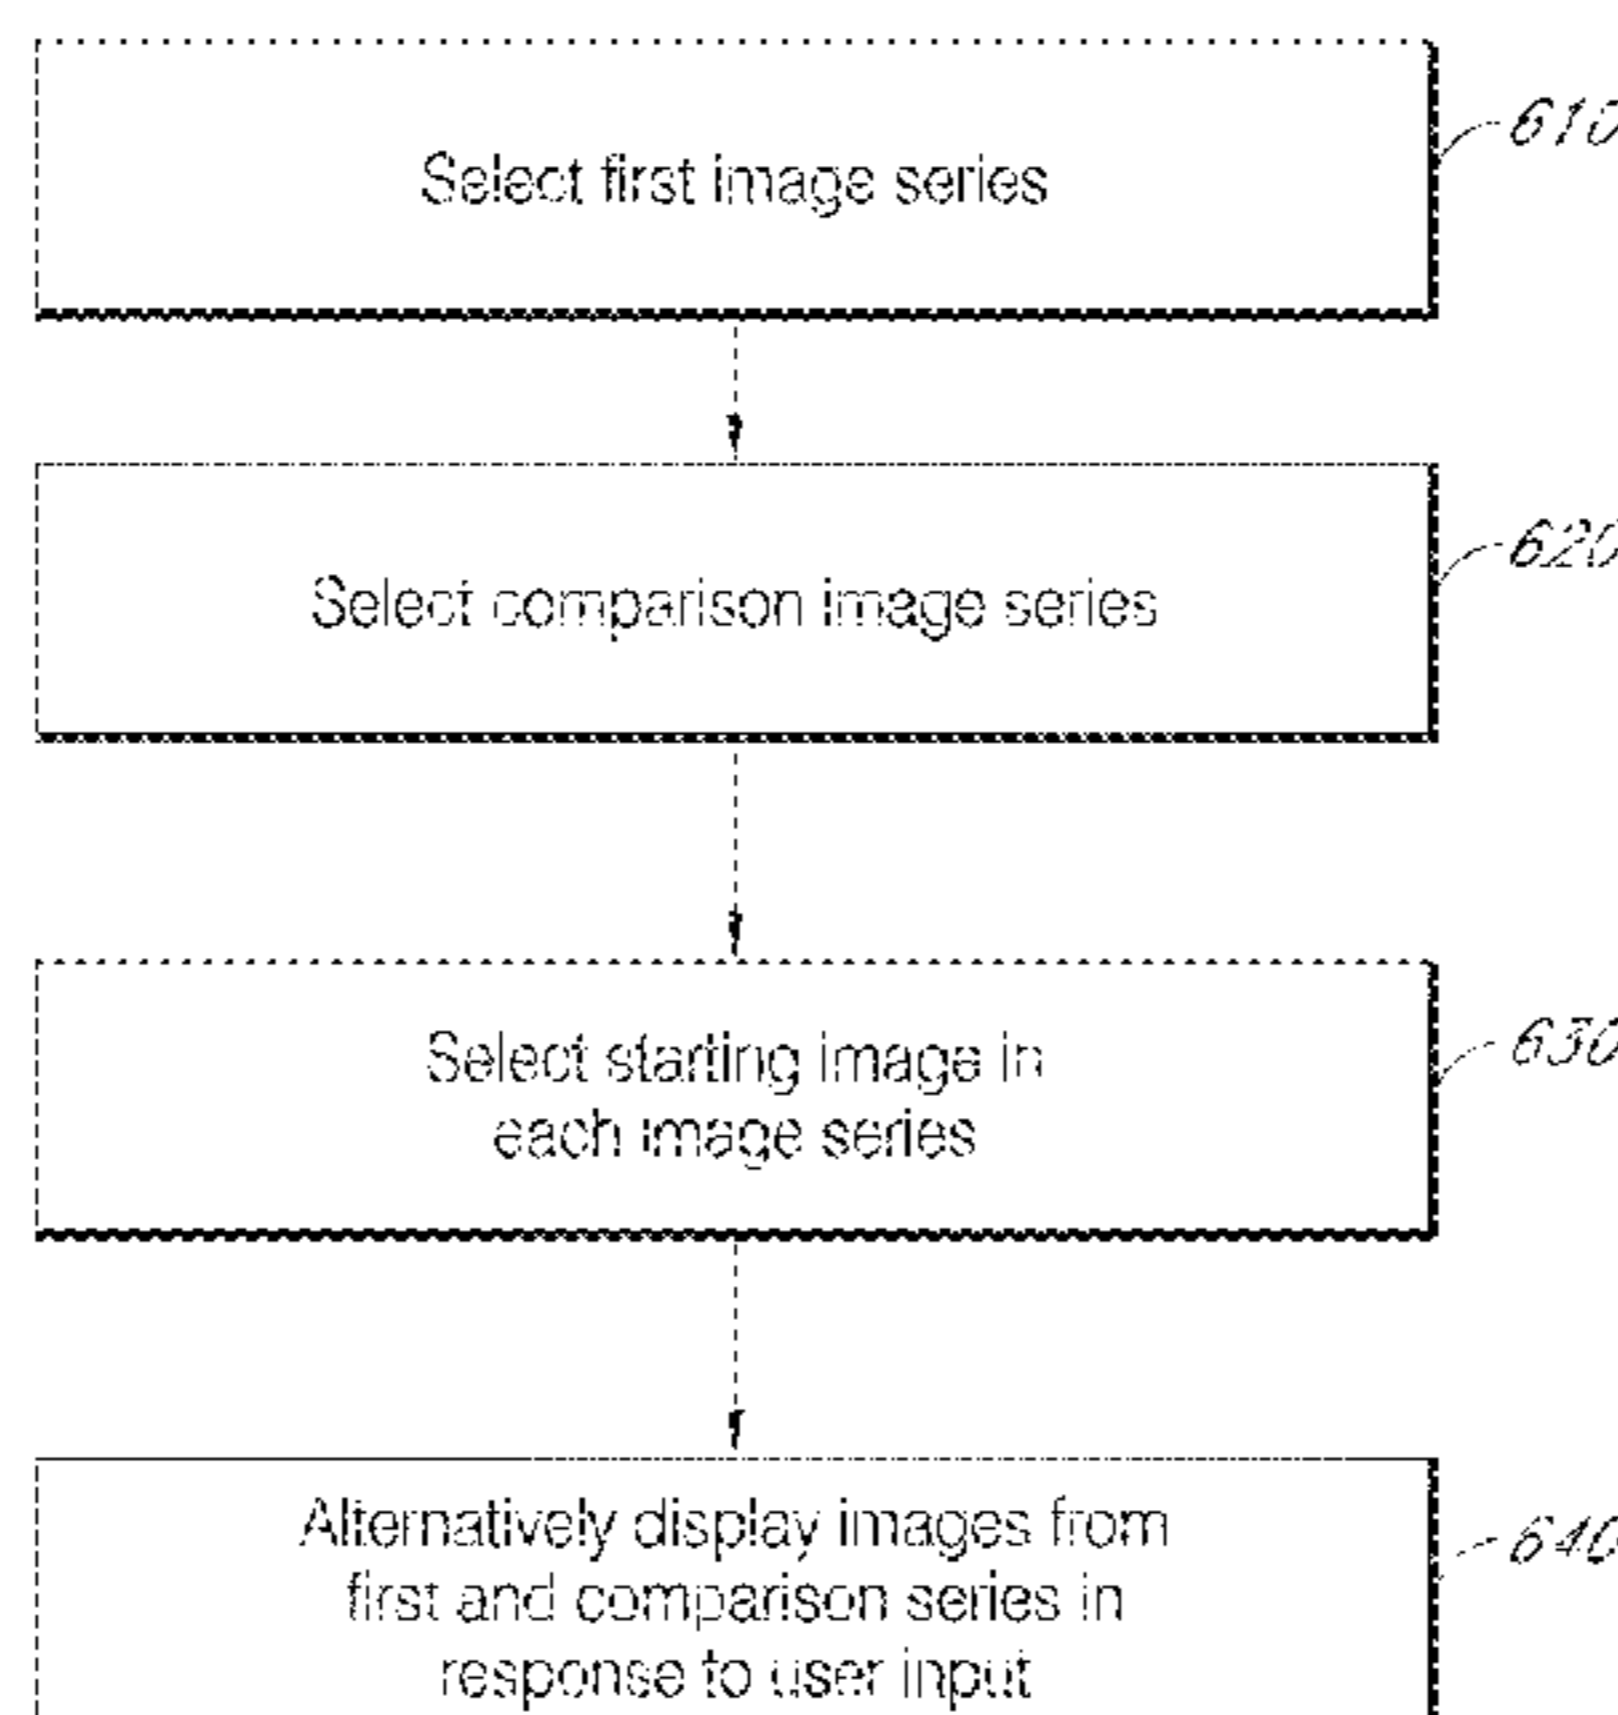 Select first image series
610
Select comparison image series
620
Select starting image in
each image series
630
Alternatively display images from
first and comparison series in
response to user input
640